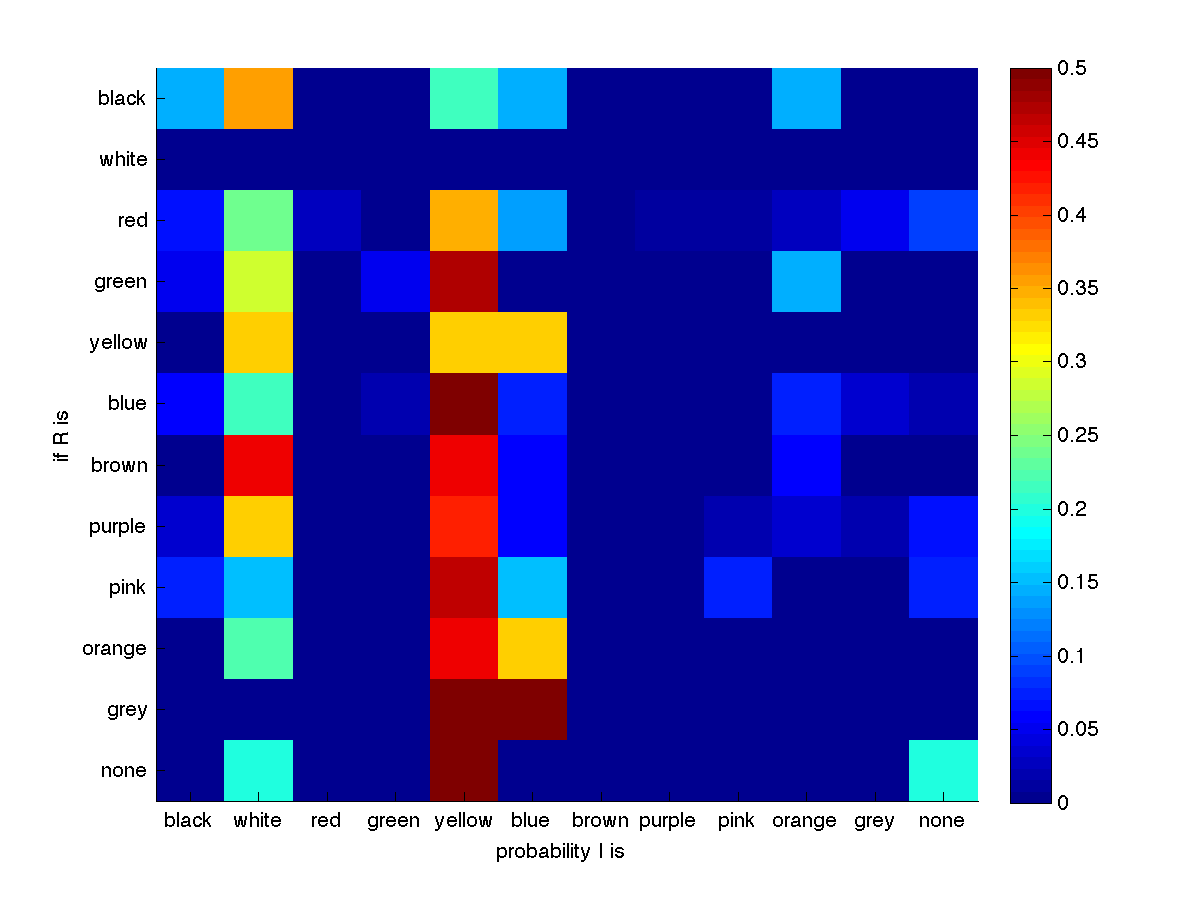 black
white
red
green
yellow
blue
brown
purple
pink
orange
grey
none
if R is
black white red green yellow blue brown purple pink orange grey none
probability I is
0.5
0.45
0.4
0.35
0.3
0.25
0.2
0.15
0.1
0.05
0